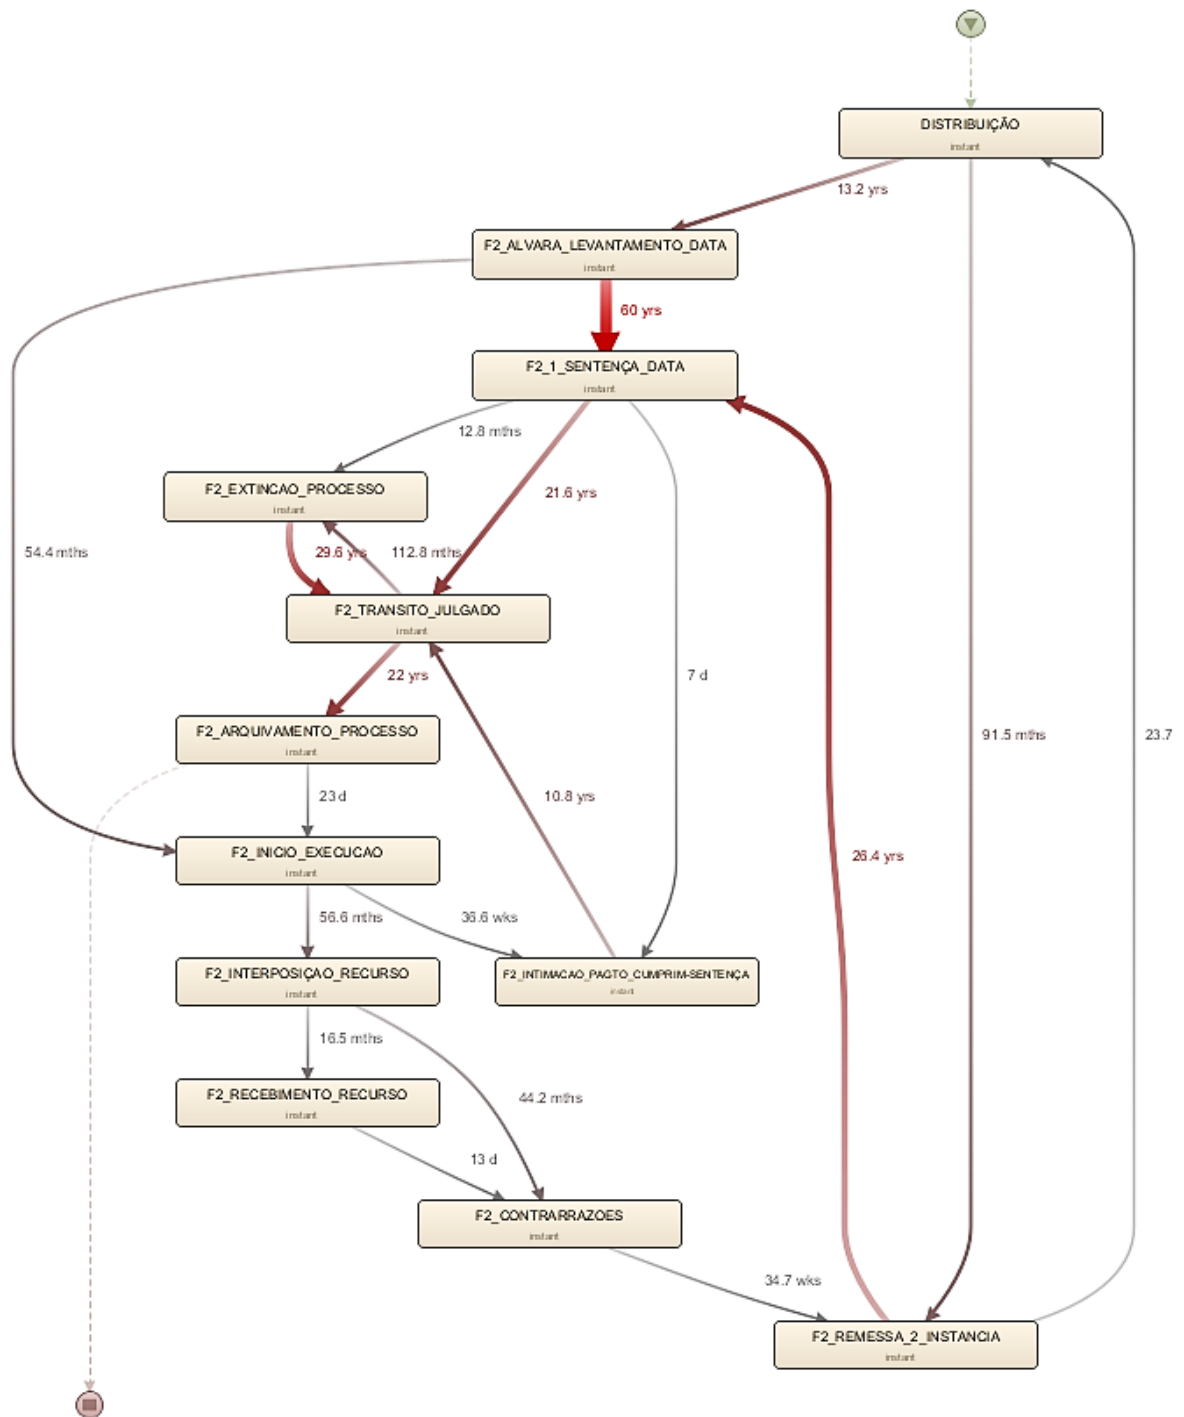 DISTRIBUIÇÃO
instant
13.2 yrs
F2_ALVARA_LEVANTAMENTO_DATA
instant
60 yrs
F2_1_SENTENÇA_DATA
instant
12.8 mths
F2_EXTINCAO_PROCESSO
instant
21.6 yrs
54.4 mths
29.6 yrs
112.8 mths
F2_TRANSITO_JULGADO
instant
22 yrs
7 d
F2_ARQUIVAMENTO_PROCESSO
instant
91.5 mths
23.7
23 d
10.8 yrs
F2_INICIO_EXECUCAO
instant
26.4 yrs
56.6 mths
36.6 wks
F2_INTERPOSIÇAO_RECURSO
instant
F2_INTIMACAO_PAGTO_CUMPRIM-SENTENÇA
instant
16.5 mths
F2_RECEBIMENTO_RECURSO
instant
44.2 mths
13 d
F2_CONTRARRAZOES
instant
34.7 wks
F2_REMESSA_2_INSTANCIA
instant